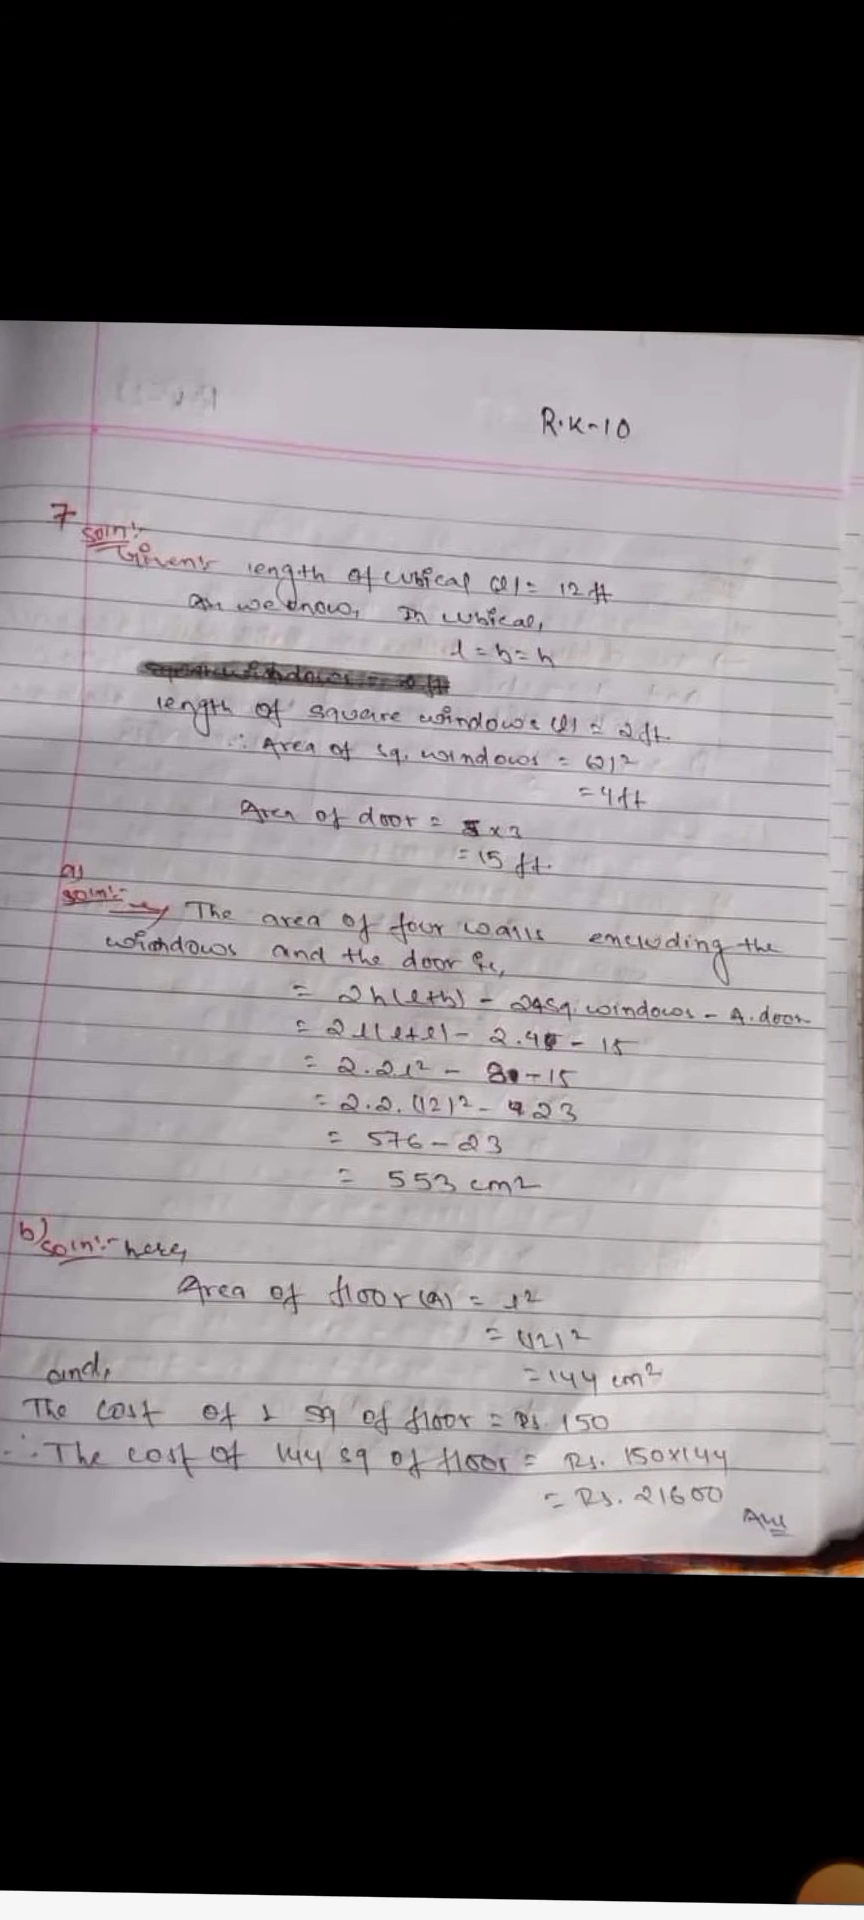 R.K-10
7
Soln:-
Given:- length of cubical (l) = 12 ft
As we know, In cubical,
l = b = h
length of square windows (l) = 2 ft.
∴ Area of sq. windows = (2)²
= 4 ft
Area of door = 5 x 3
= 15 ft.
a)
Soln:- The area of four walls excluding the
windows and the door is,
= 2h(l+b) - 2A sq. windows - A. door
= 2l(l+l) - 2.4 - 15
= 2.2l² - 8 - 15
= 2.2.(12)² - 23
= 576 - 23
= 553 cm²
b) Soln:- here,
Area of floor (A) = l²
= (12)²
= 144 cm²
and,
The cost of 1 sq of floor = Rs. 150
∴ The cost of 144 sq of floor = Rs. 150x144
= Rs. 21600
Ans